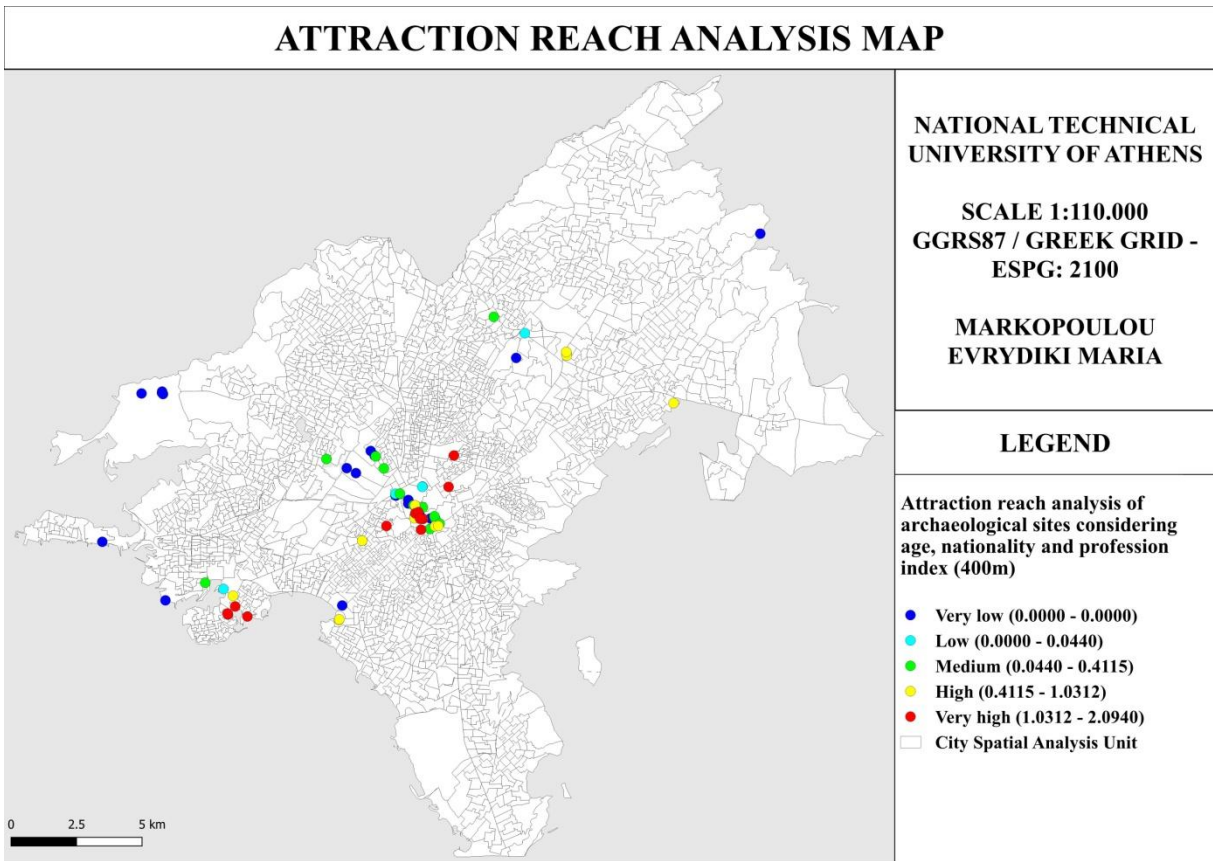 ATTRACTION REACH ANALYSIS MAP
NATIONAL TECHNICAL
UNIVERSITY OF ATHENS
SCALE 1:110.000
GGRS87 / GREEK GRID -
ESPG: 2100
MARKOPOULOU
EVRYDIKI MARIA
LEGEND
Attraction reach analysis of
archaeological sites considering
age, nationality and profession
index (400m)
Very low (0.0000 - 0.0000)
Low (0.0000 - 0.0440)
Medium (0.0440 - 0.4115)
High (0.4115 - 1.0312)
Very high (1.0312 - 2.0940)
City Spatial Analysis Unit
0 2.5 5 km